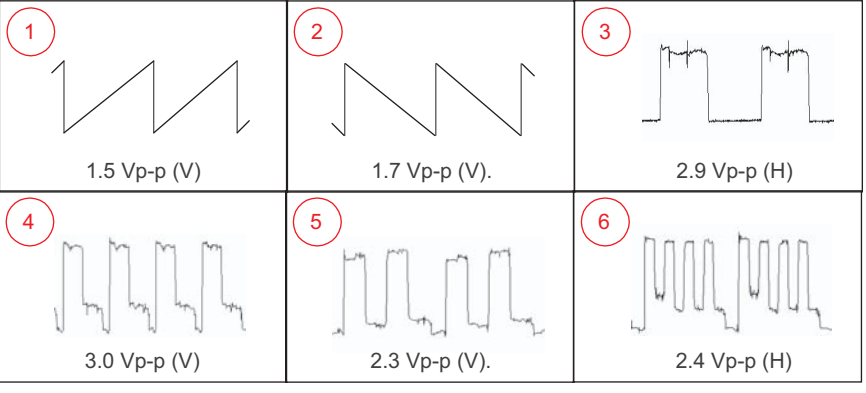 1
2
3
1.5 Vp-p (V)
1.7 Vp-p (V).
2.9 Vp-p (H)
4
5
6
3.0 Vp-p (V)
2.3 Vp-p (V).
2.4 Vp-p (H)